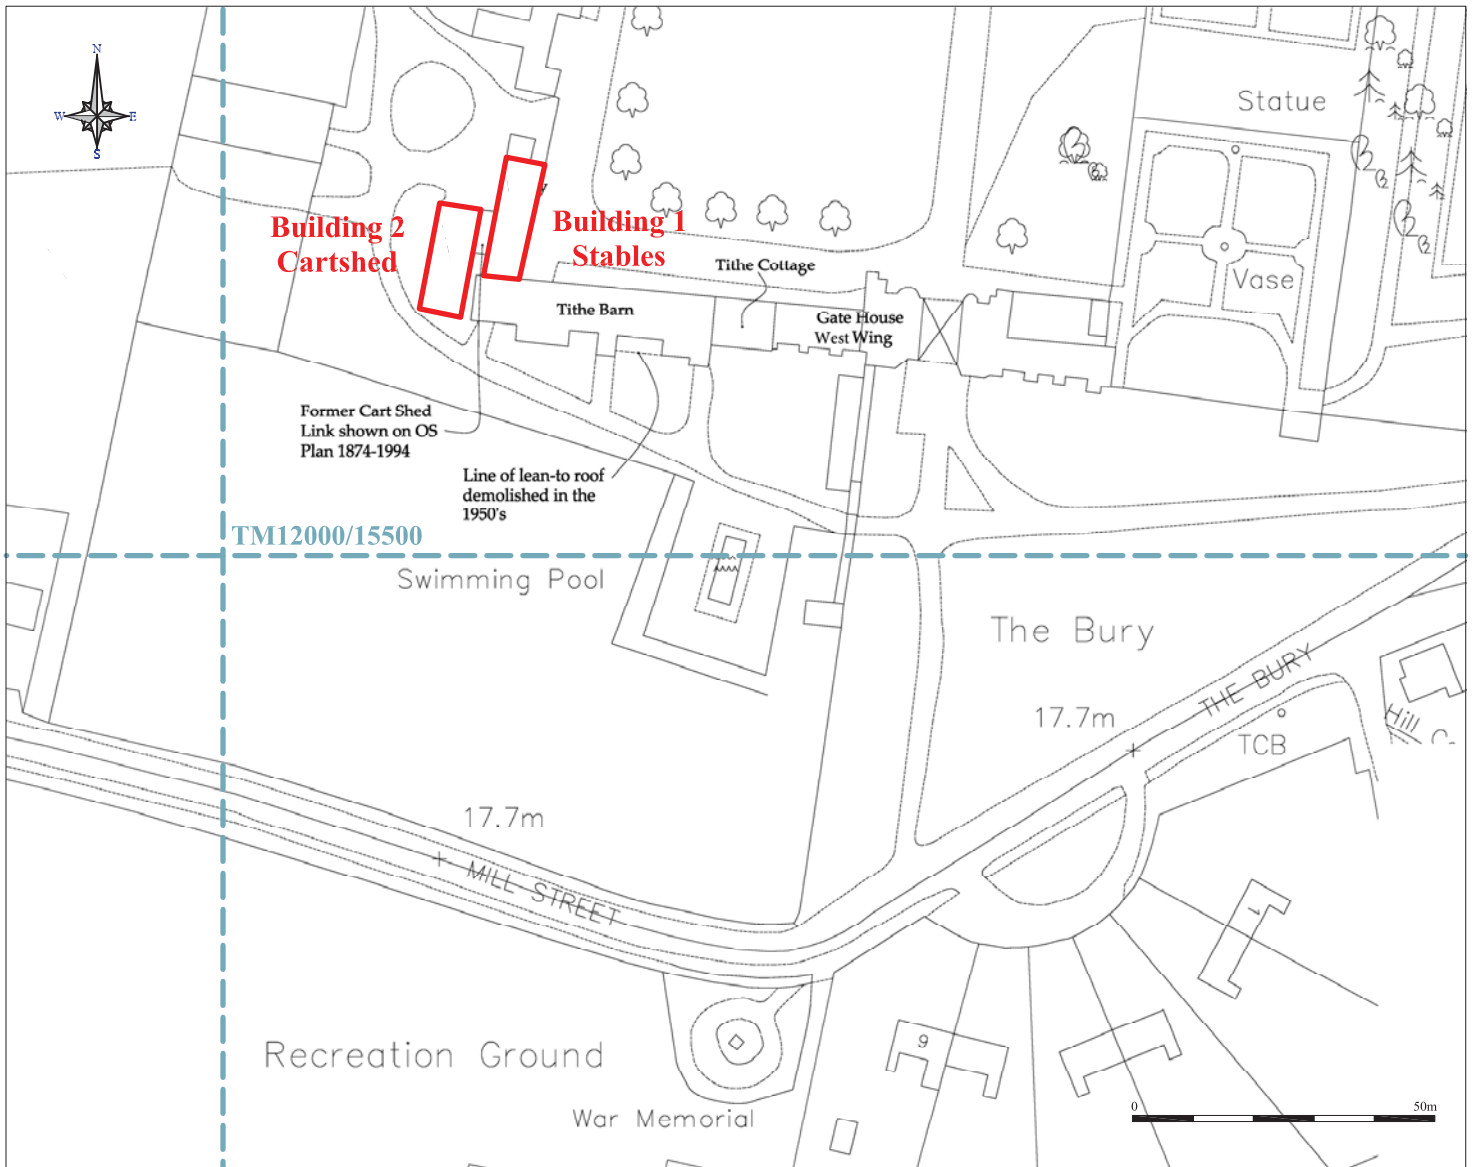 N
W
E
S
Statue
Building 2
Cartshed
Building 1
Stables
Tithe Cottage
Vase
Tithe Barn
Gate House
West Wing
Former Cart Shed
Link shown on OS
Plan 1874-1994
Line of lean-to roof
demolished in the
1950's
TM12000/15500
Swimming Pool
The Bury
THE BURY
17.7m
TCB
Hill
17.7m
MILL STREET
1
9
Recreation Ground
War Memorial
0
50m